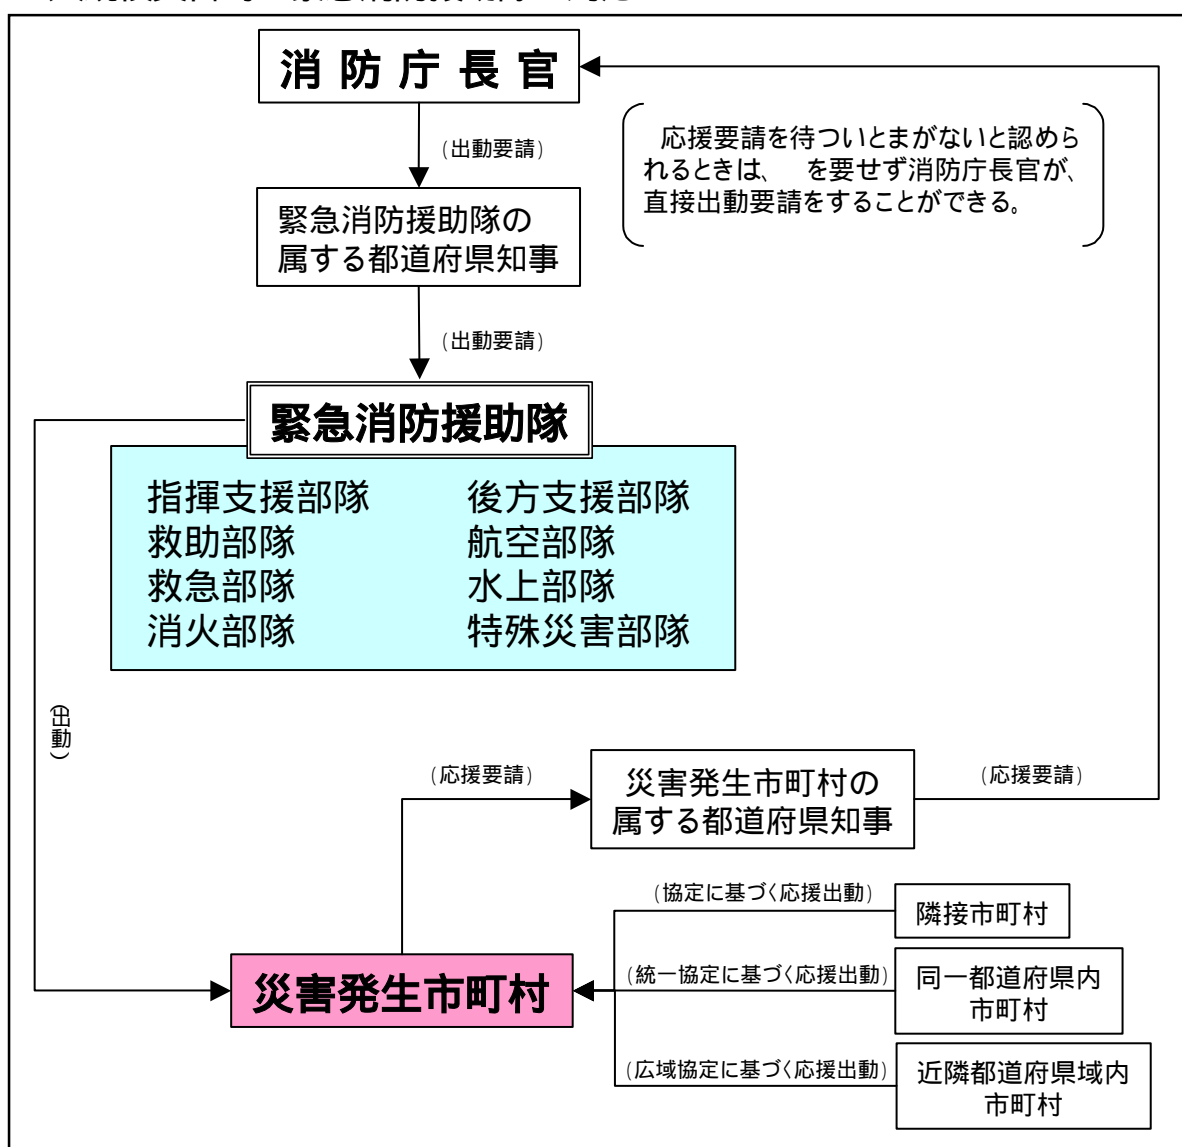 消防庁長官
(出動要請)
応援要請を待ついとまがないと認めら
れるときは、　を要せず消防庁長官が、
直接出動要請をすることができる。
緊急消防援助隊の
属する都道府県知事
(出動要請)
緊急消防援助隊
指揮支援部隊　後方支援部隊
救助部隊　航空部隊
救急部隊　水上部隊
消火部隊　特殊災害部隊
(出動)
(応援要請)
災害発生市町村の
属する都道府県知事
(応援要請)
(協定に基づく応援出動)
隣接市町村
災害発生市町村
(統一協定に基づく応援出動)
同一都道府県内
市町村
(広域協定に基づく応援出動)
近隣都道府県域内
市町村